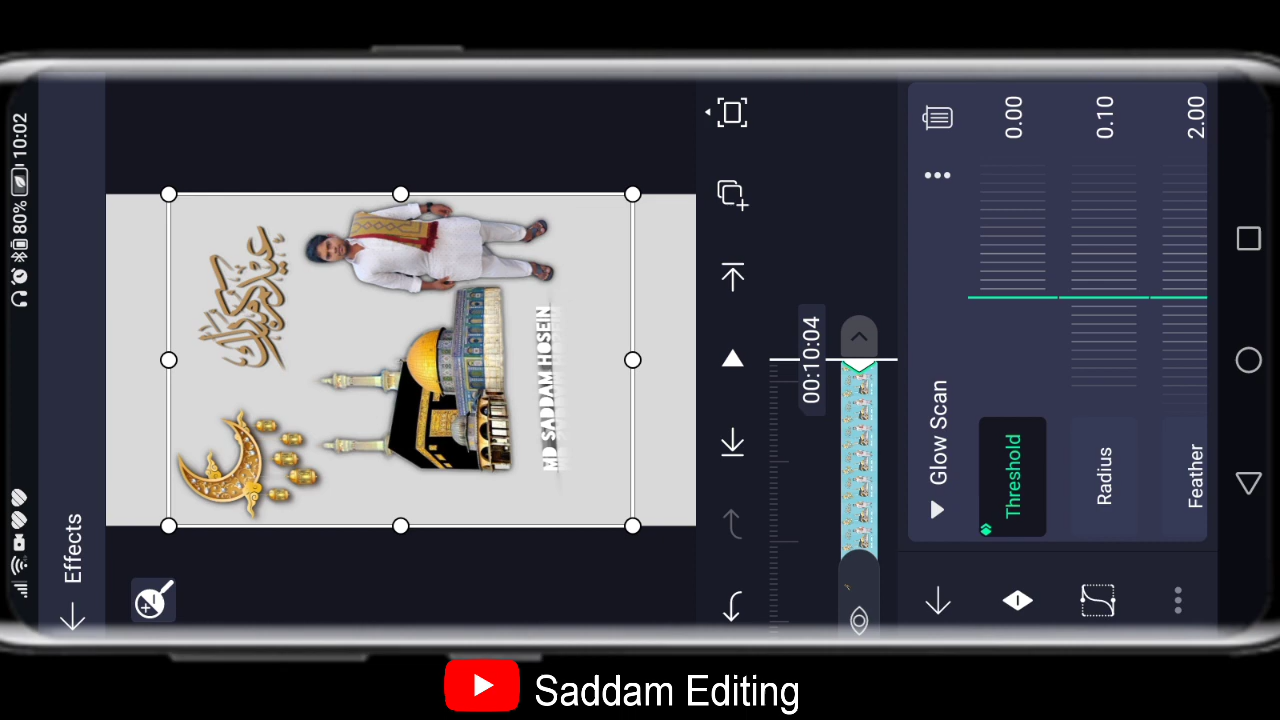 10:02
80%
Effects
عيد مبارك
MD SADDAM HOSEIN
00:10:04
Glow Scan
Threshold
0.00
Radius
0.10
Feather
2.00
Saddam Editing